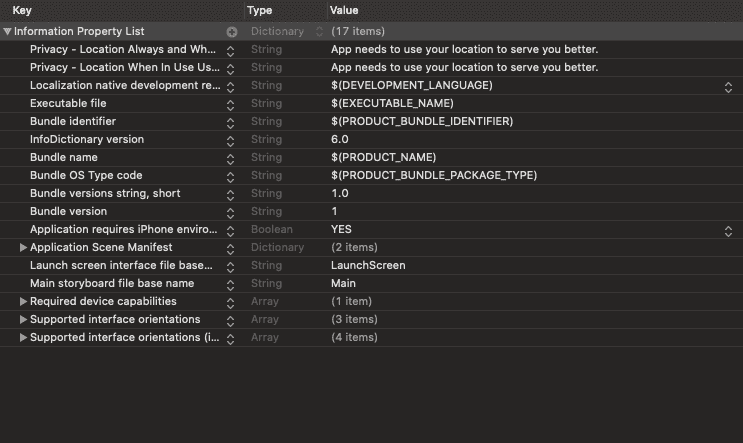 Key Type Value
Information Property List Dictionary (17 items)
Privacy - Location Always and Wh... String App needs to use your location to serve you better.
Privacy - Location When In Use Us... String App needs to use your location to serve you better.
Localization native development re... String $(DEVELOPMENT_LANGUAGE)
Executable file String $(EXECUTABLE_NAME)
Bundle identifier String $(PRODUCT_BUNDLE_IDENTIFIER)
InfoDictionary version String 6.0
Bundle name String $(PRODUCT_NAME)
Bundle OS Type code String $(PRODUCT_BUNDLE_PACKAGE_TYPE)
Bundle versions string, short String 1.0
Bundle version String 1
Application requires iPhone enviro... Boolean YES
Application Scene Manifest Dictionary (2 items)
Launch screen interface file base... String LaunchScreen
Main storyboard file base name String Main
Required device capabilities Array (1 item)
Supported interface orientations Array (3 items)
Supported interface orientations (i... Array (4 items)